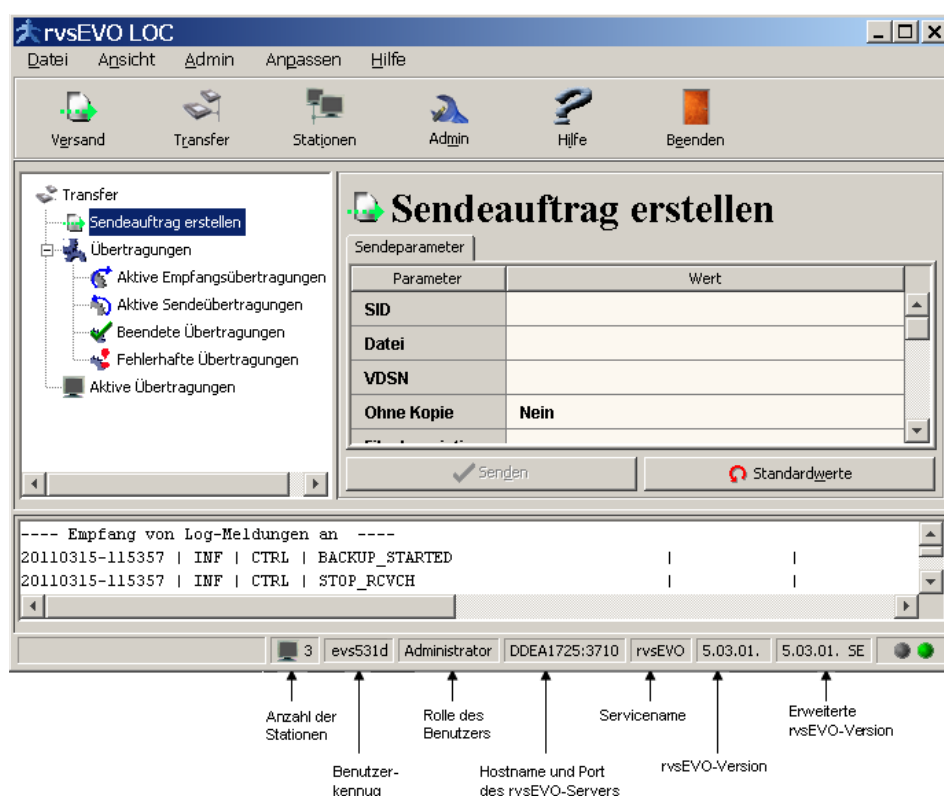 rvsEVO LOC
Datei Ansicht Admin Anpassen Hilfe
Versand Transfer Stationen Admin Hilfe Beenden
Transfer
Sendeauftrag erstellen
Übertragungen
Aktive Empfangsübertragungen
Aktive Sendeübertragungen
Beendete Übertragungen
Fehlerhafte Übertragungen
Aktive Übertragungen
Sendeauftrag erstellen
Sendeparameter
Parameter Wert
SID
Datei
VDSN
Ohne Kopie Nein
Senden Standardwerte
---- Empfang von Log-Meldungen an ----
20110315-115357 | INF | CTRL | BACKUP_STARTED | |
20110315-115357 | INF | CTRL | STOP_RCVCH | |
3 evs531d Administrator DDEA1725:3710 rvsEVO 5.03.01. 5.03.01. SE
Anzahl der
Stationen
Rolle des
Benutzers
Servicename
Erweiterte
rvsEVO-Version
Benutzer-
kennug
Hostname und Port
des rvsEVO-Servers
rvsEVO-Version